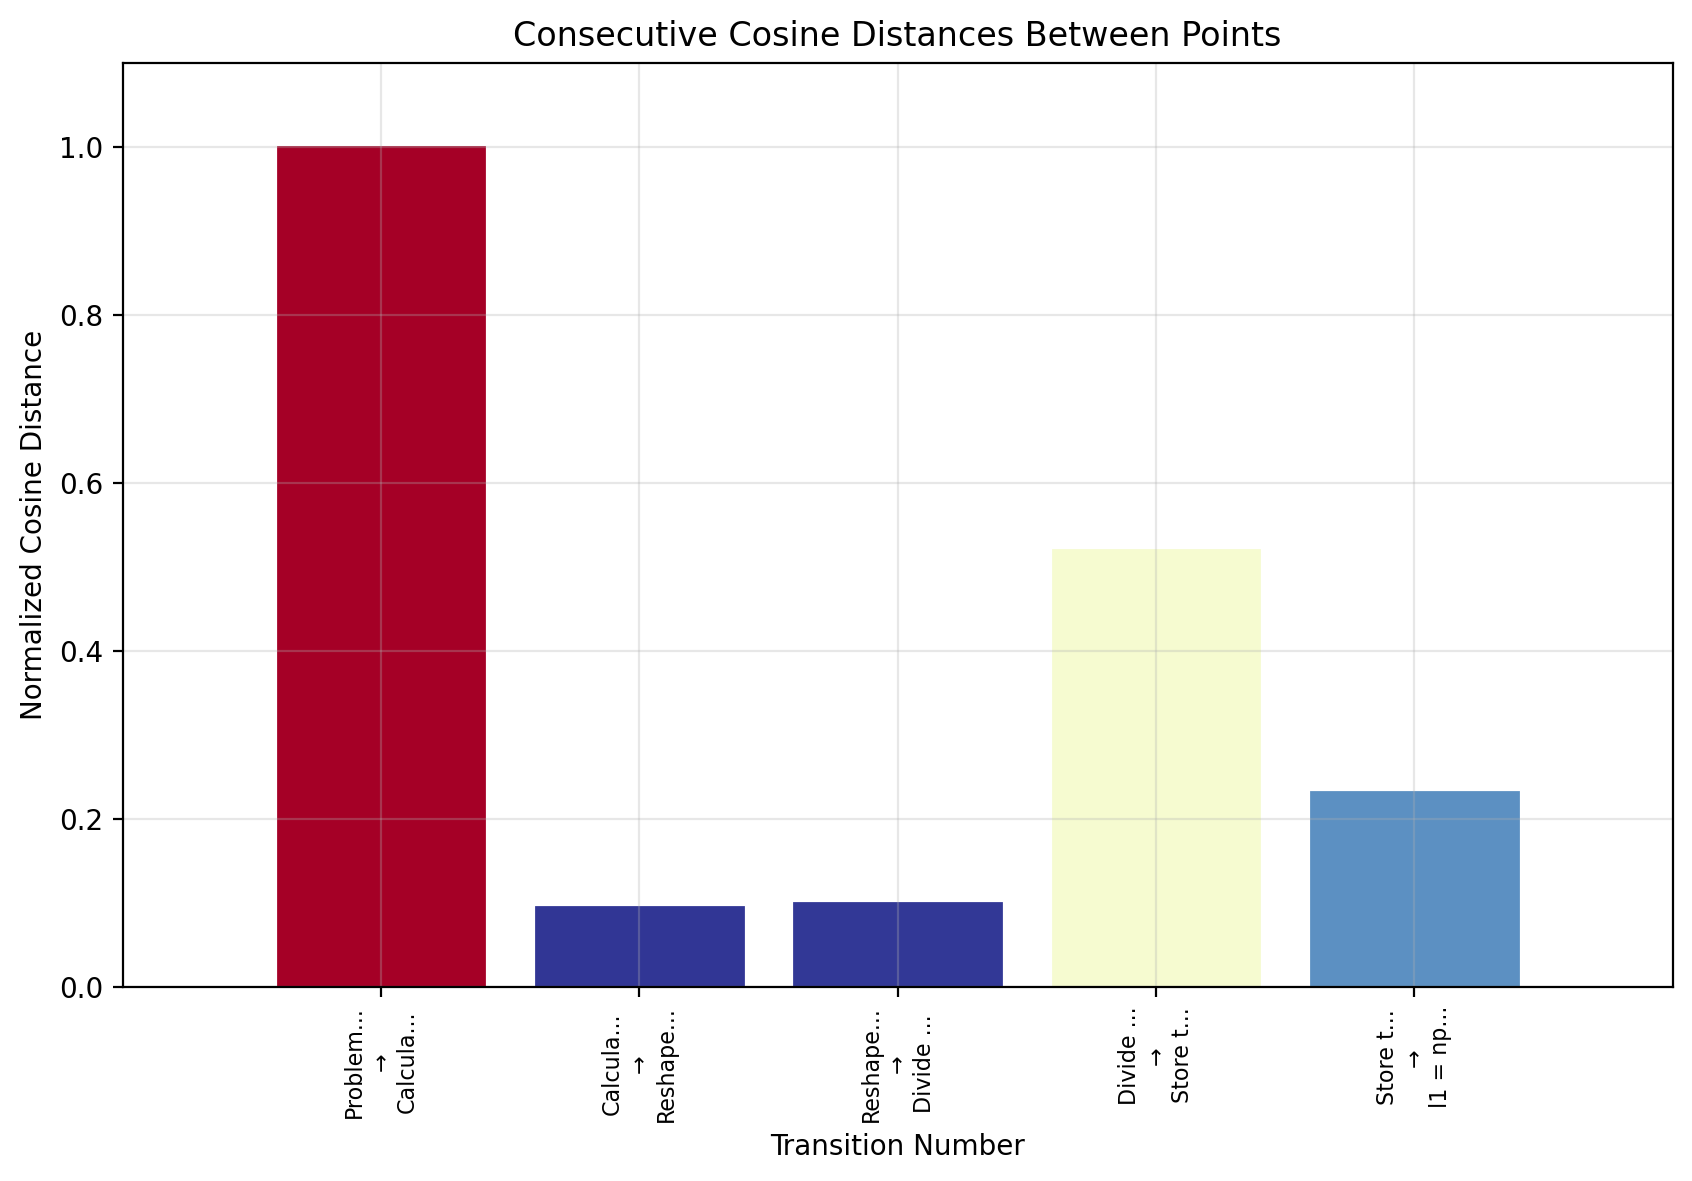 Consecutive Cosine Distances Between Points
Normalized Cosine Distance
1.0
0.8
0.6
0.4
0.2
0.0
Problem...
→
Calcula...
Calcula...
→
Reshape...
Reshape...
→
Divide ...
Divide ...
→
Store t...
Store t...
→
l1 = np...
Transition Number